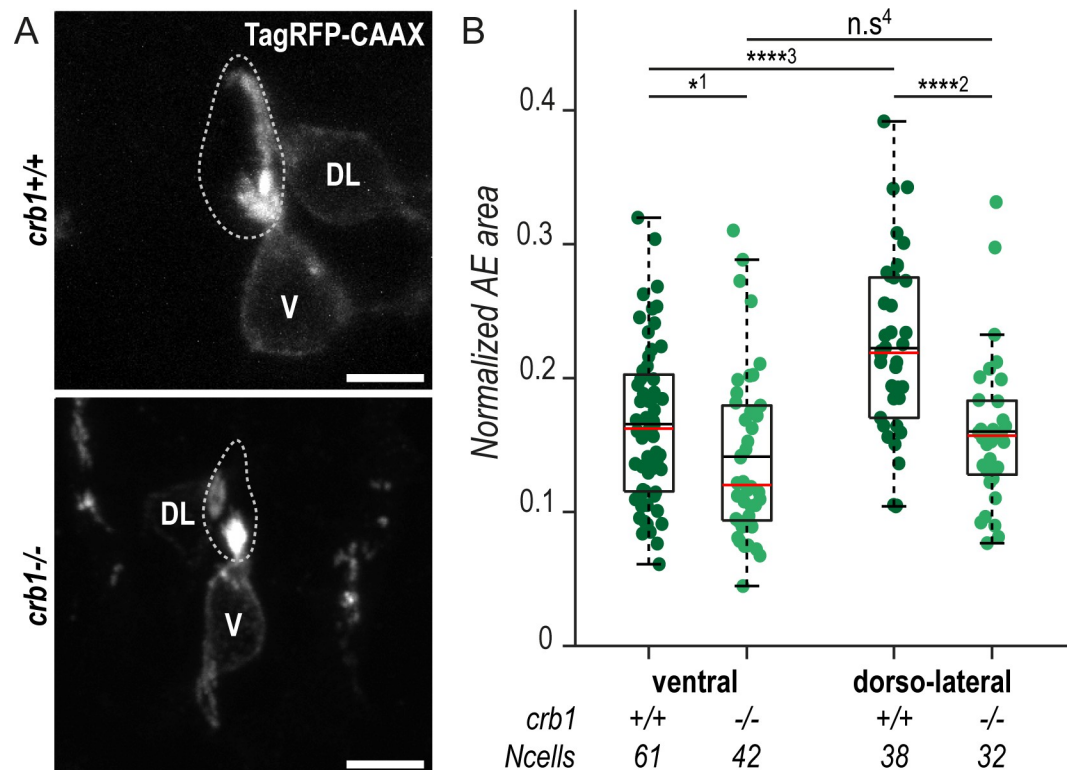 A
TagRFP-CAAX
crb1+/+
DL
V
crb1-/-
DL
V
B
n.s4
****3
*1
****2
Normalized AE area
0.4
0.3
0.2
0.1
0
ventral
dorso-lateral
crb1 +/+ -/- +/+ -/-
Ncells 61 42 38 32